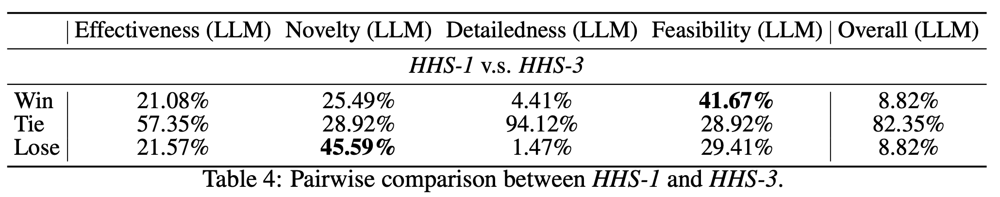 Effectiveness (LLM) Novelty (LLM) Detailedness (LLM) Feasibility (LLM) Overall (LLM)
HHS-1 v.s. HHS-3
Win 21.08% 25.49% 4.41% 41.67% 8.82%
Tie 57.35% 28.92% 94.12% 28.92% 82.35%
Lose 21.57% 45.59% 1.47% 29.41% 8.82%
Table 4: Pairwise comparison between HHS-1 and HHS-3.